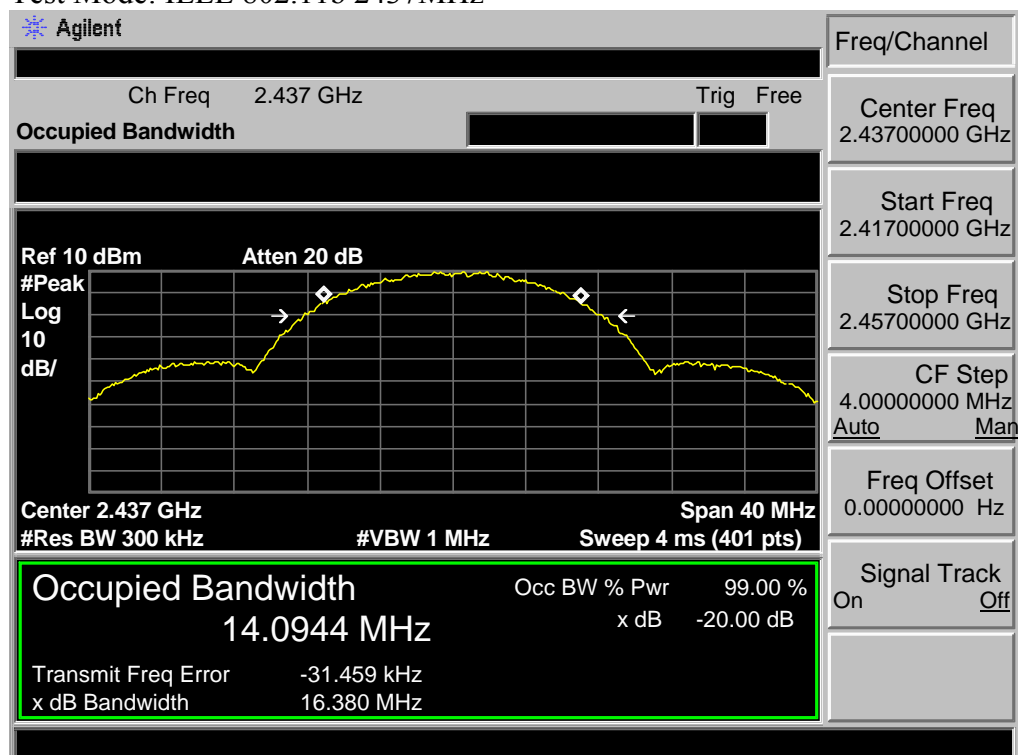 Test Mode: IEEE 802.11b 2437MHz
Agilent
Freq/Channel
Ch Freq 2.437 GHz Trig Free
Occupied Bandwidth
Center Freq
2.43700000 GHz
Start Freq
2.41700000 GHz
Ref 10 dBm Atten 20 dB
#Peak
Log
10
dB/
Stop Freq
2.45700000 GHz
CF Step
4.00000000 MHz
Auto Man
Freq Offset
0.00000000 Hz
Center 2.437 GHz Span 40 MHz
#Res BW 300 kHz #VBW 1 MHz Sweep 4 ms (401 pts)
Signal Track
On Off
Occupied Bandwidth Occ BW % Pwr 99.00 %
14.0944 MHz x dB -20.00 dB
Transmit Freq Error -31.459 kHz
x dB Bandwidth 16.380 MHz